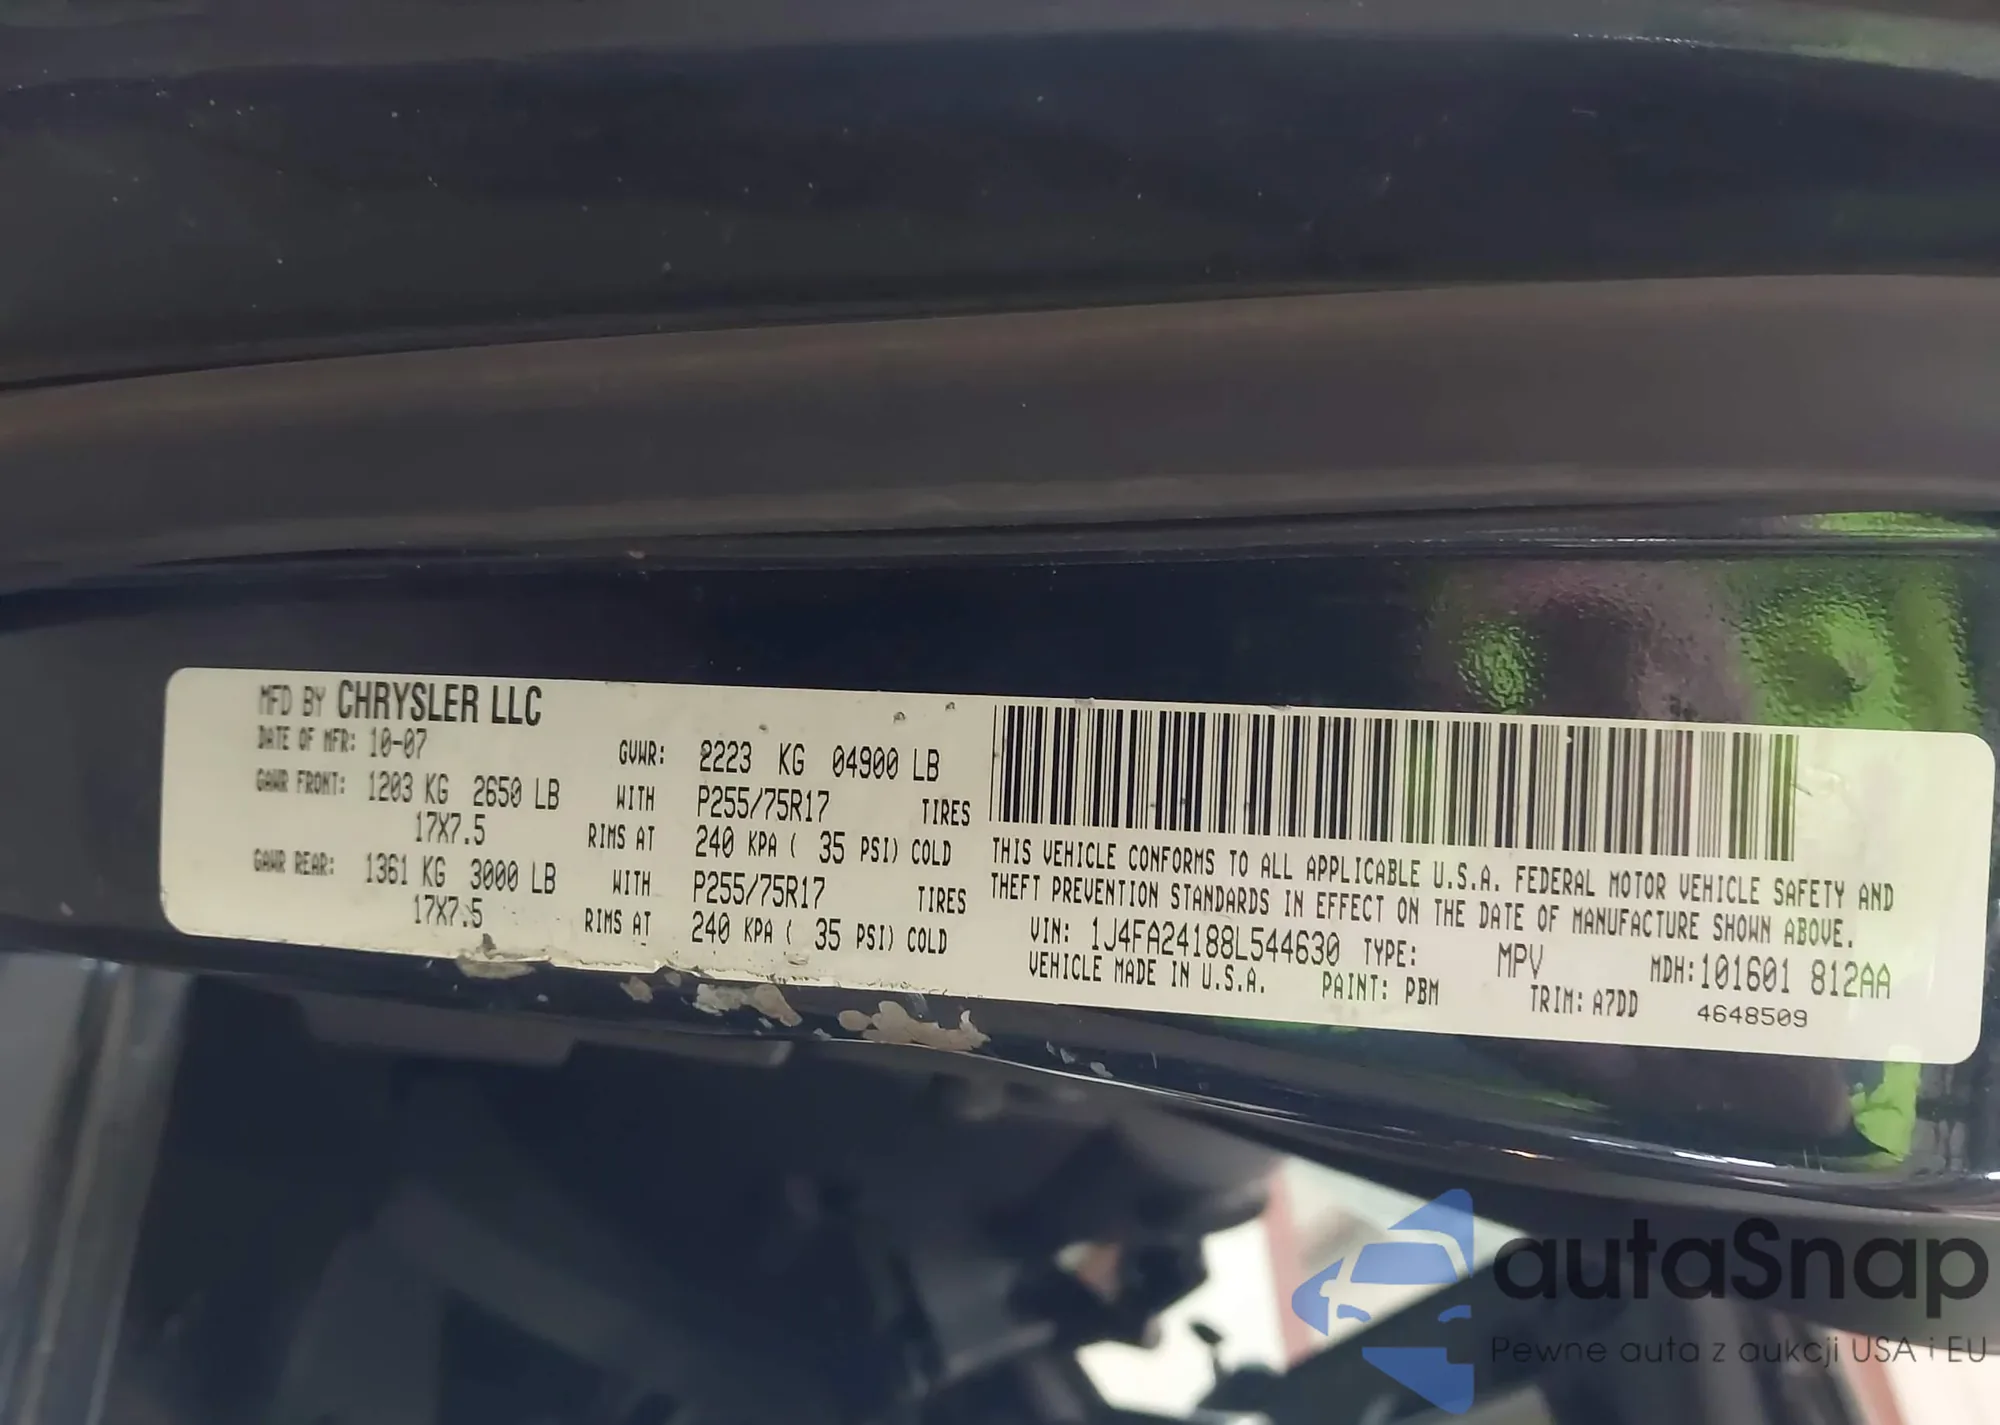 MFD BY CHRYSLER LLC
DATE OF MFR: 10-07 GVWR: 2223 KG 04900 LB
GAWR FRONT: 1203 KG 2650 LB WITH P255/75R17 TIRES
17X7.5 RIMS AT 240 KPA ( 35 PSI) COLD
GAWR REAR: 1361 KG 3000 LB WITH P255/75R17 TIRES
17X7.5 RIMS AT 240 KPA ( 35 PSI) COLD
THIS VEHICLE CONFORMS TO ALL APPLICABLE U.S.A. FEDERAL MOTOR VEHICLE SAFETY AND
THEFT PREVENTION STANDARDS IN EFFECT ON THE DATE OF MANUFACTURE SHOWN ABOVE.
VIN: 1J4FA24188L544630 TYPE: MPV MDH:101601 812AA
VEHICLE MADE IN U.S.A. PAINT: PBM TRIM: A7DD 4648509
autaSnap
Pewne auta z aukcji USA i EU